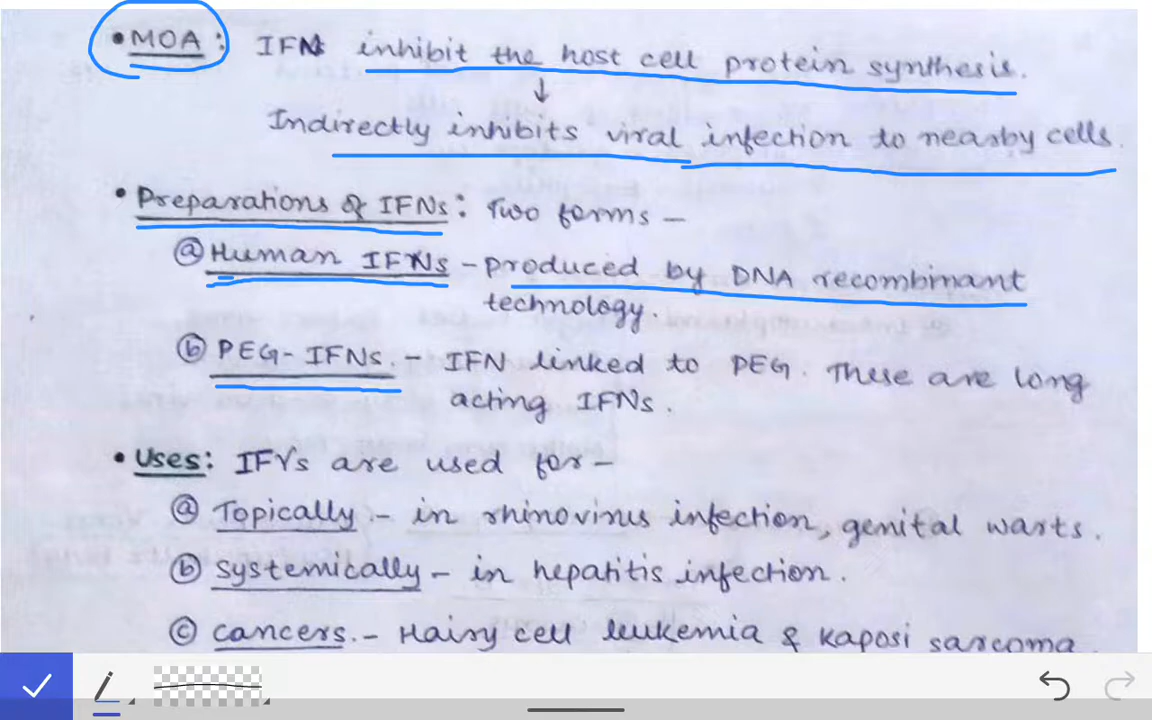 • MOA: IFNs inhibit the host cell protein synthesis.
↓
Indirectly inhibits viral infection to nearby cells.
• Preparations of IFNs: Two forms –
ⓐ Human IFNs – produced by DNA recombinant
technology.
ⓑ PEG-IFNs. – IFN linked to PEG. These are long
acting IFNs.
• Uses: IFNs are used for –
ⓐ Topically – in rhinovirus infection, genital warts.
ⓑ systemically – in hepatitis infection.
ⓒ cancers. – Hairy cell leukemia & Kaposi sarcoma.